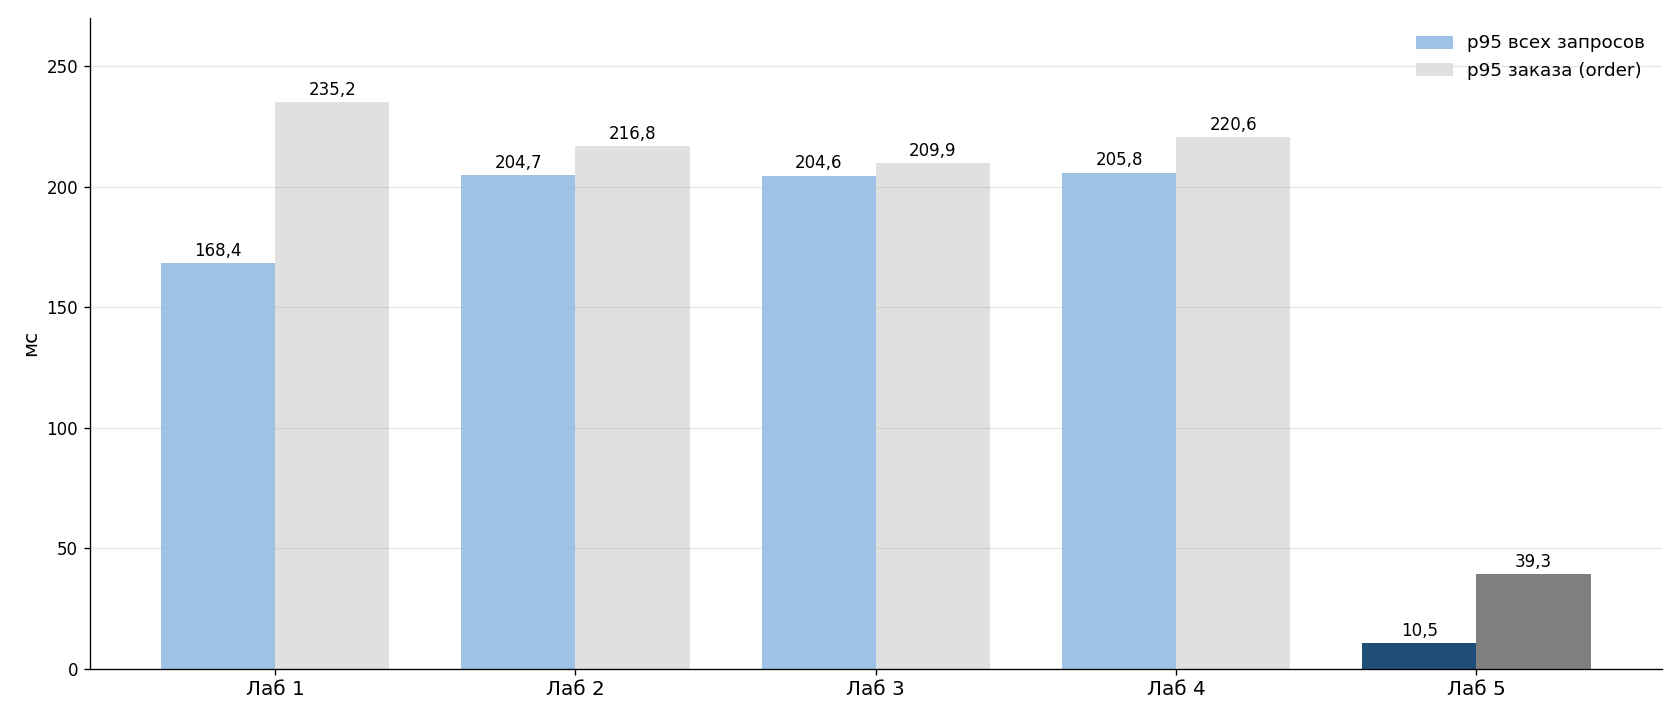 p95 всех запросов
p95 заказа (order)
250
200
150
100
50
0
мс
168,4
235,2
204,7
216,8
204,6
209,9
205,8
220,6
10,5
39,3
Лаб 1
Лаб 2
Лаб 3
Лаб 4
Лаб 5